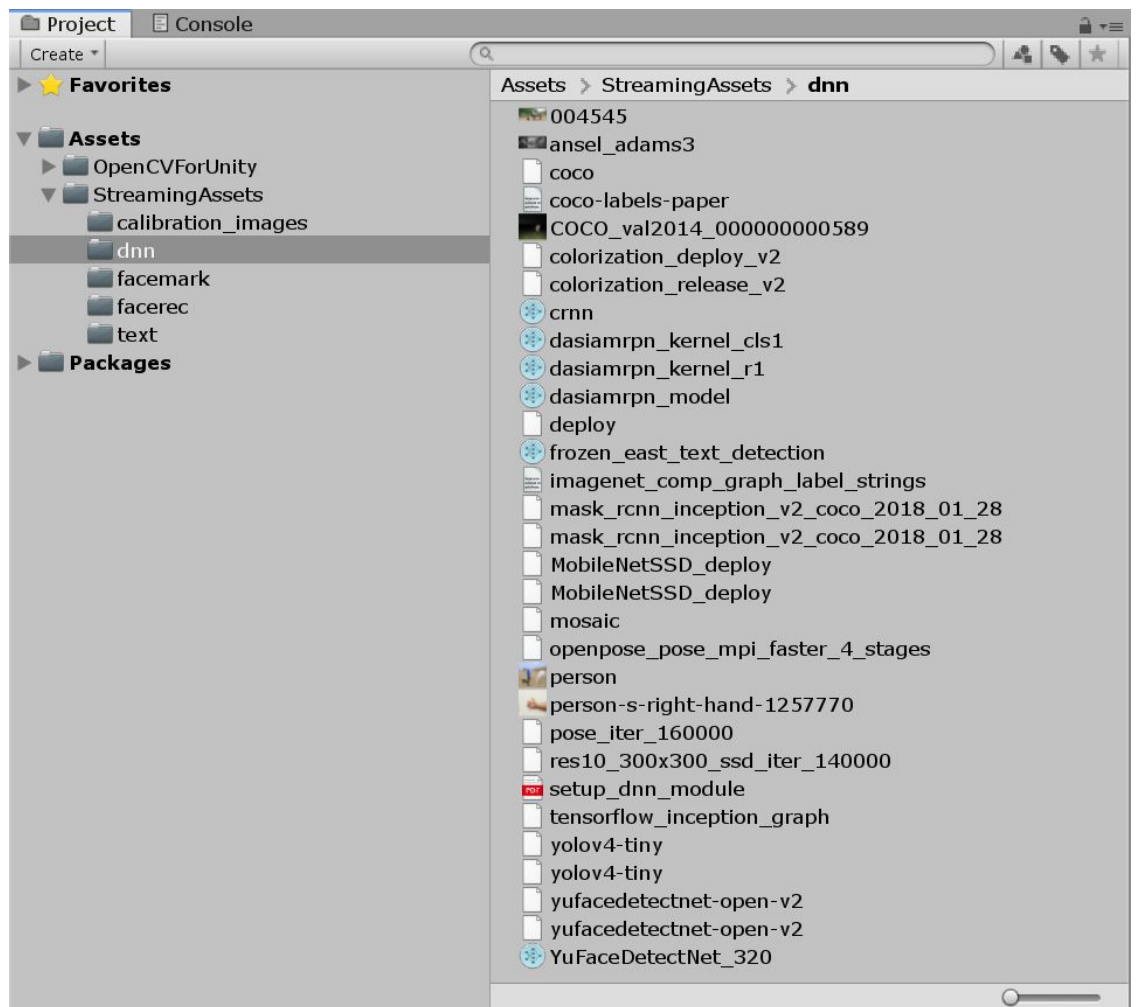 Project Console
Create
Favorites
Assets
OpenCVForUnity
StreamingAssets
calibration_images
dnn
facemark
facerec
text
Packages
Assets > StreamingAssets > dnn
004545
ansel_adams3
coco
coco-labels-paper
COCO_val2014_000000000589
colorization_deploy_v2
colorization_release_v2
crnn
dasiamrpn_kernel_cls1
dasiamrpn_kernel_r1
dasiamrpn_model
deploy
frozen_east_text_detection
imagenet_comp_graph_label_strings
mask_rcnn_inception_v2_coco_2018_01_28
mask_rcnn_inception_v2_coco_2018_01_28
MobileNetSSD_deploy
MobileNetSSD_deploy
mosaic
openpose_pose_mpi_faster_4_stages
person
person-s-right-hand-1257770
pose_iter_160000
res10_300x300_ssd_iter_140000
PDF setup_dnn_module
tensorflow_inception_graph
yolov4-tiny
yolov4-tiny
yufacedetectnet-open-v2
yufacedetectnet-open-v2
YuFaceDetectNet_320